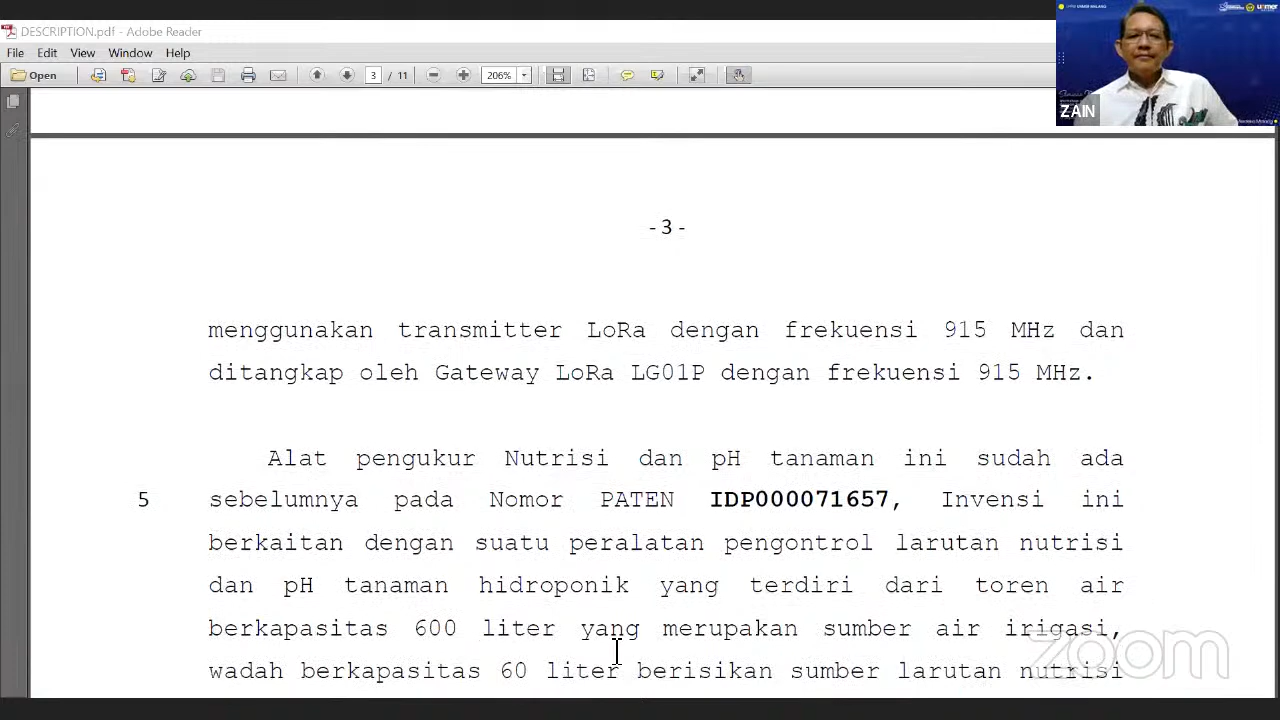 DESCRIPTION.pdf - Adobe Reader
File Edit View Window Help
Open 3 / 11 206%
ZAIN
-3-
menggunakan transmitter LoRa dengan frekuensi 915 MHz dan
ditangkap oleh Gateway LoRa LG01P dengan frekuensi 915 MHz.
Alat pengukur Nutrisi dan pH tanaman ini sudah ada
5 sebelumnya pada Nomor PATEN IDP000071657, Invensi ini
berkaitan dengan suatu peralatan pengontrol larutan nutrisi
dan pH tanaman hidroponik yang terdiri dari toren air
berkapasitas 600 liter yang merupakan sumber air irigasi,
wadah berkapasitas 60 liter berisikan sumber larutan nutrisi
zoom